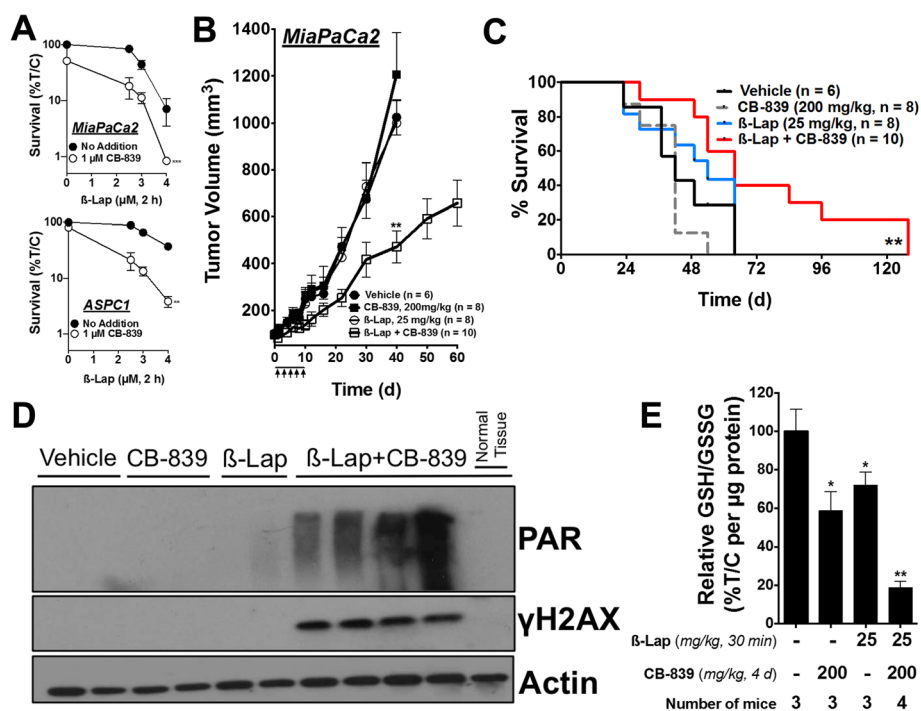 A
Survival (%T/C)
100
10
1
MiaPaCa2
No Addition
1 µM CB-839
***
0 1 2 3 4
ß-Lap (µM, 2 h)
Survival (%T/C)
100
10
1
ASPC1
No Addition
1 µM CB-839
**
0 1 2 3 4
ß-Lap (µM, 2 h)
B
MiaPaCa2
Tumor Volume (mm3)
1400
1200
1000
800
600
400
200
**
Vehicle (n = 6)
CB-839, 200mg/kg (n = 8)
ß-Lap, 25 mg/kg (n = 8)
ß-Lap + CB-839 (n = 10)
0 10 20 30 40 50 60
Time (d)
C
% Survival
100
80
60
40
20
0
Vehicle (n = 6)
CB-839 (200 mg/kg, n = 8)
ß-Lap (25 mg/kg, n = 8)
ß-Lap + CB-839 (n = 10)
**
0 24 48 72 96 120
Time (d)
D
Vehicle CB-839 ß-Lap ß-Lap+CB-839 Normal Tissue
PAR
γH2AX
Actin
E
Relative GSH/GSSG
(%T/C per µg protein)
120
100
80
60
40
20
0
* * **
ß-Lap (mg/kg, 30 min) - - 25 25
CB-839 (mg/kg, 4 d) - 200 - 200
Number of mice 3 3 3 4